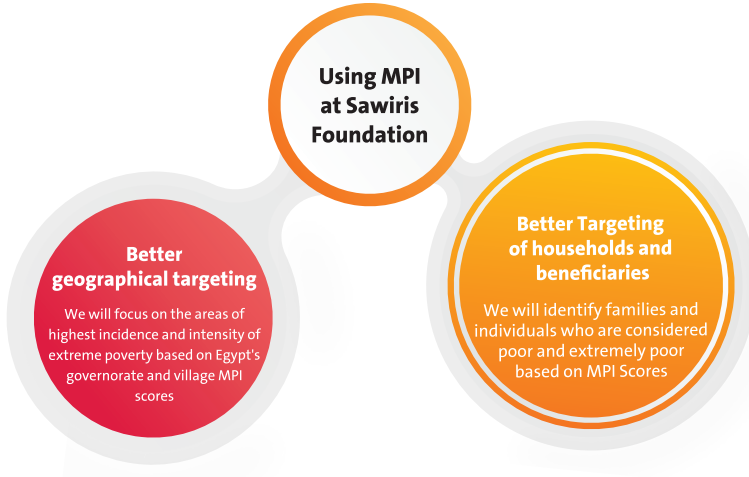 Using MPI
at Sawiris
Foundation
Better
geographical targeting
We will focus on the areas of
highest incidence and intensity of
extreme poverty based on Egypt's
governorate and village MPI
scores
Better Targeting
of households and
beneficiaries
We will identify families and
individuals who are considered
poor and extremely poor
based on MPI Scores